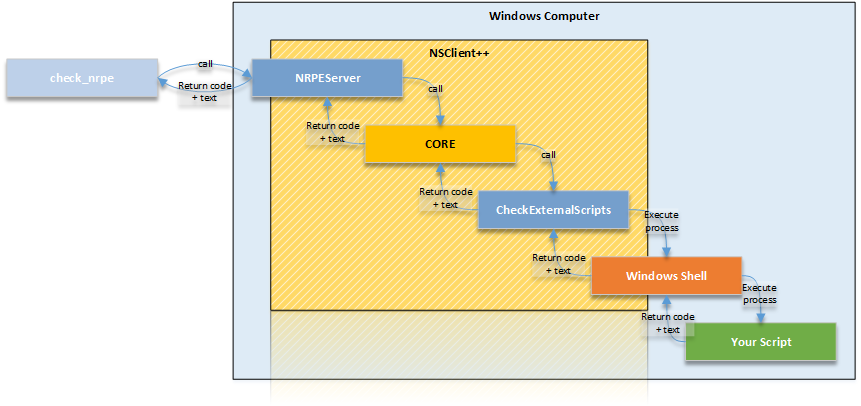 Windows Computer
NSClient++
check_nrpe
call
Return code
+ text
NRPEServer
call
Return code
+ text
CORE
call
Return code
+ text
CheckExternalScripts
Execute
process
Return code
+ text
Windows Shell
Execute
process
Return code
+ text
Your Script